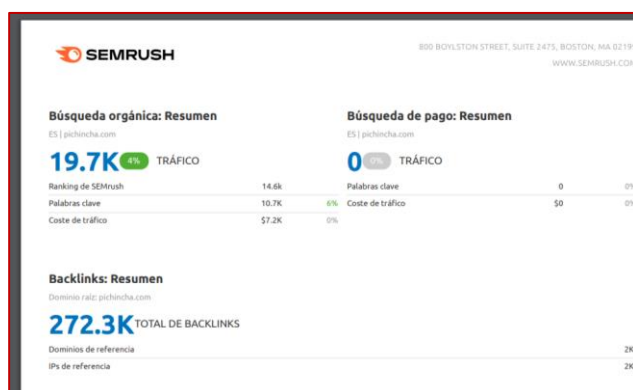 SEMRUSH
800 BOYLSTON STREET, SUITE 2475, BOSTON, MA 0219
WWW.SEMRUSH.COM
Búsqueda orgánica: Resumen
ES | pichincha.com
19.7K 4% TRÁFICO
Ranking de SEMrush 14.6k
Palabras clave 10.7K 6%
Coste de tráfico $7.2K 0%
Búsqueda de pago: Resumen
ES | pichincha.com
0 0% TRÁFICO
Palabras clave 0 0%
Coste de tráfico $0 0%
Backlinks: Resumen
Dominio raíz: pichincha.com
272.3K TOTAL DE BACKLINKS
Dominios de referencia 2K
IPs de referencia 2K